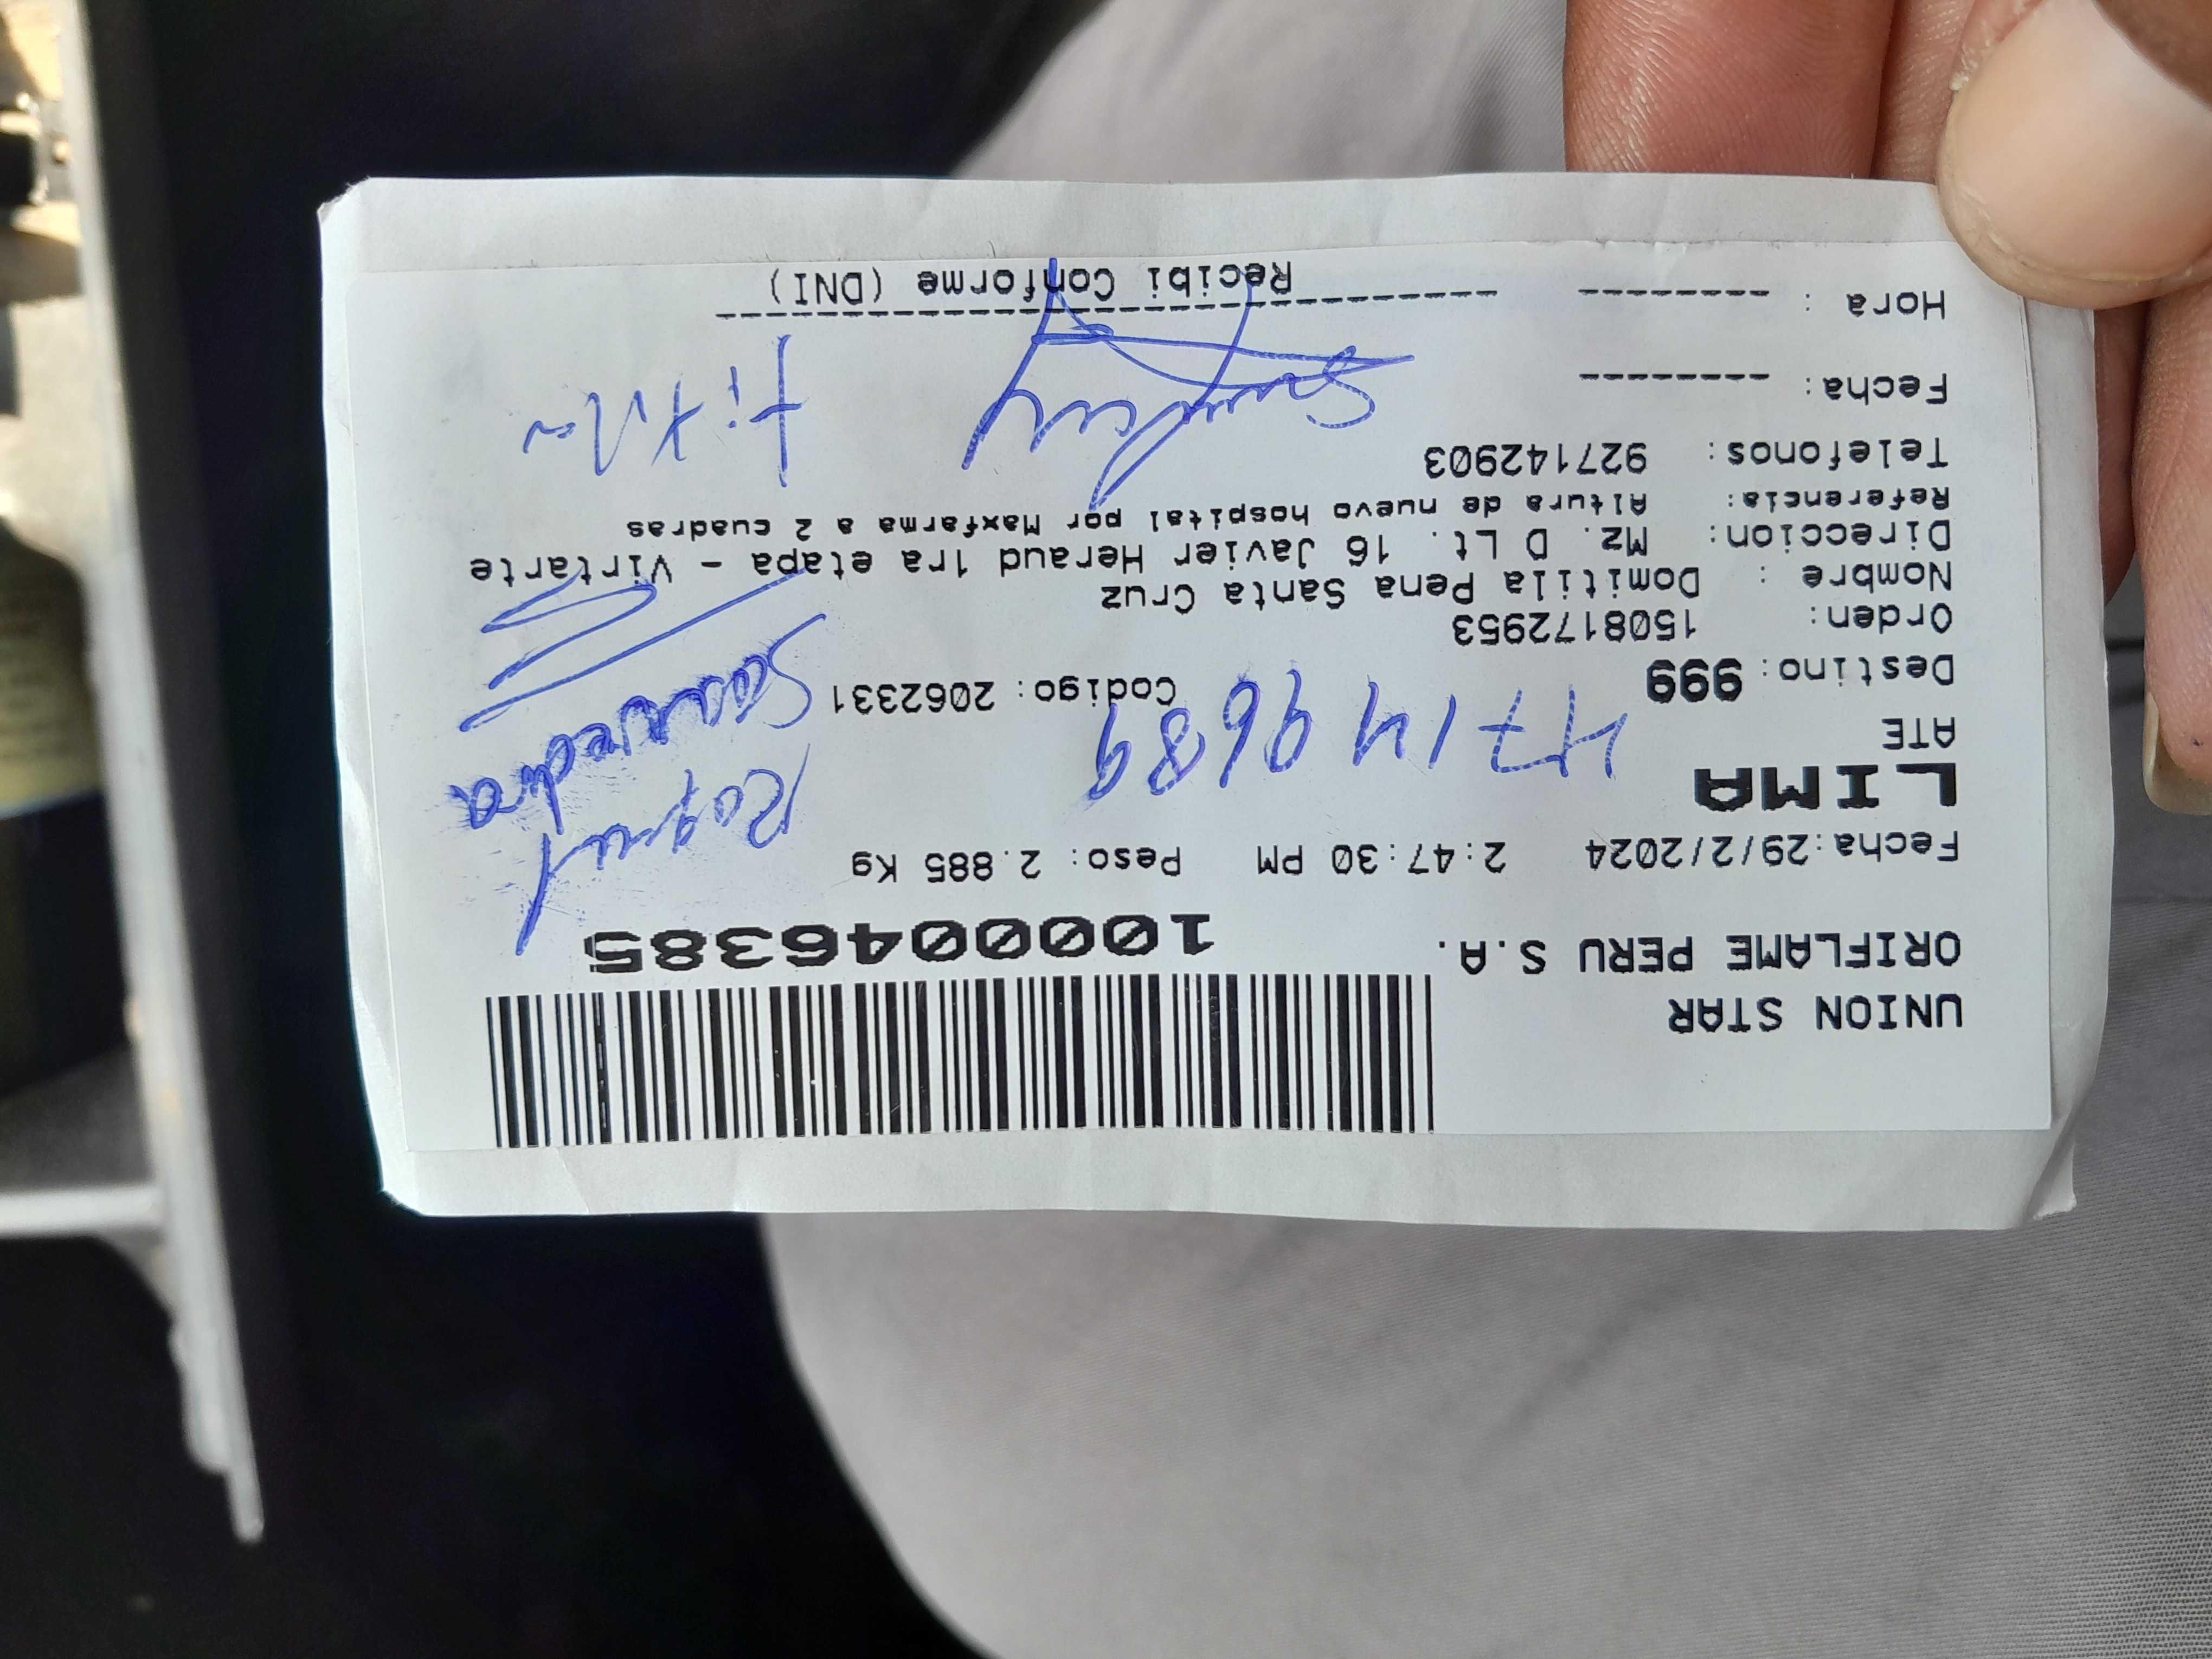 UNION STAR
ORIFLAME PERU S.A.
10000046385
Fecha:29/2/2024 2:47:30 PM Peso: 2.885 Kg
LIMA
ATE
Destino: 999 Codigo: 2062331
47149689
Raquel
Saavedra
Orden: 1508172953
Nombre : Domitila Pena Santa Cruz
Direccion: Mz. D Lt. 16 Javier Heraud 1ra etapa - Virtarte
Referencia: Altura de nuevo hospital por Maxfarma a 2 cuadras
Telefonos: 927142903
Fecha: --------
Hora : --------
Recibi Conforme (DNI)